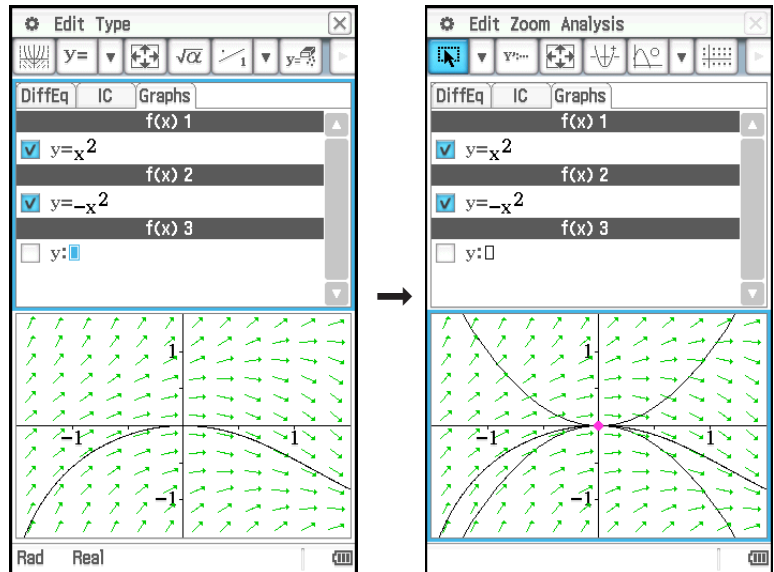 Edit Type
y= √α 1 y=
DiffEq IC Graphs
f(x) 1
y=x2
f(x) 2
y=-x2
f(x) 3
y:
1
-1 1
-1
Rad Real
Edit Zoom Analysis
Y':...
DiffEq IC Graphs
f(x) 1
y=x2
f(x) 2
y=-x2
f(x) 3
y:
1
-1 1
-1